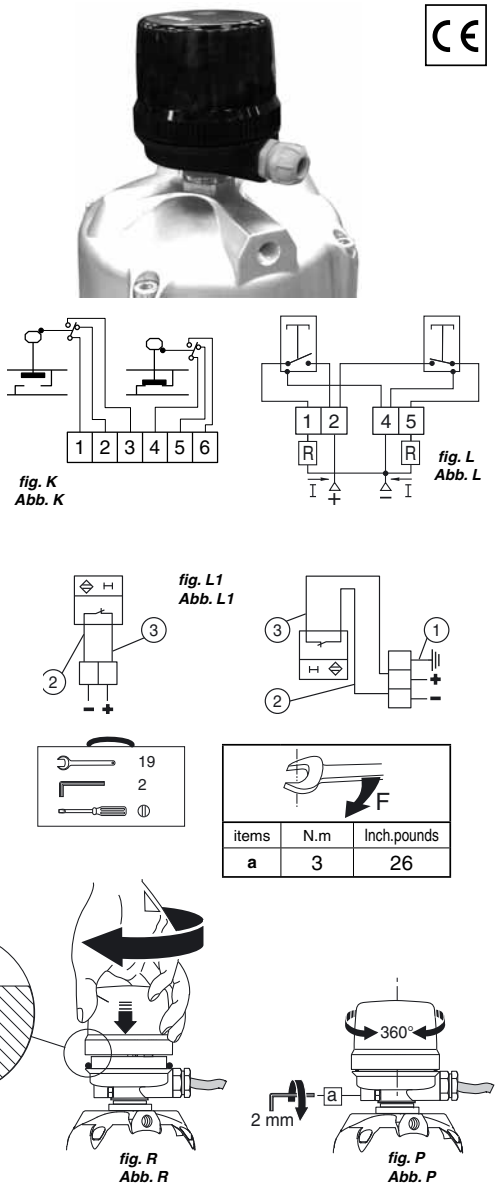 CE
1 2 3 4 5 6
fig. K
Abb. K
1 2 4 5
R R
I + − I
fig. L
Abb. L
fig. L1
Abb. L1
3
2
− +
3
1
2
+
−
19
2
F
items N.m Inch.pounds
a 3 26
360°
a
2 mm
fig. R
Abb. R
fig. P
Abb. P